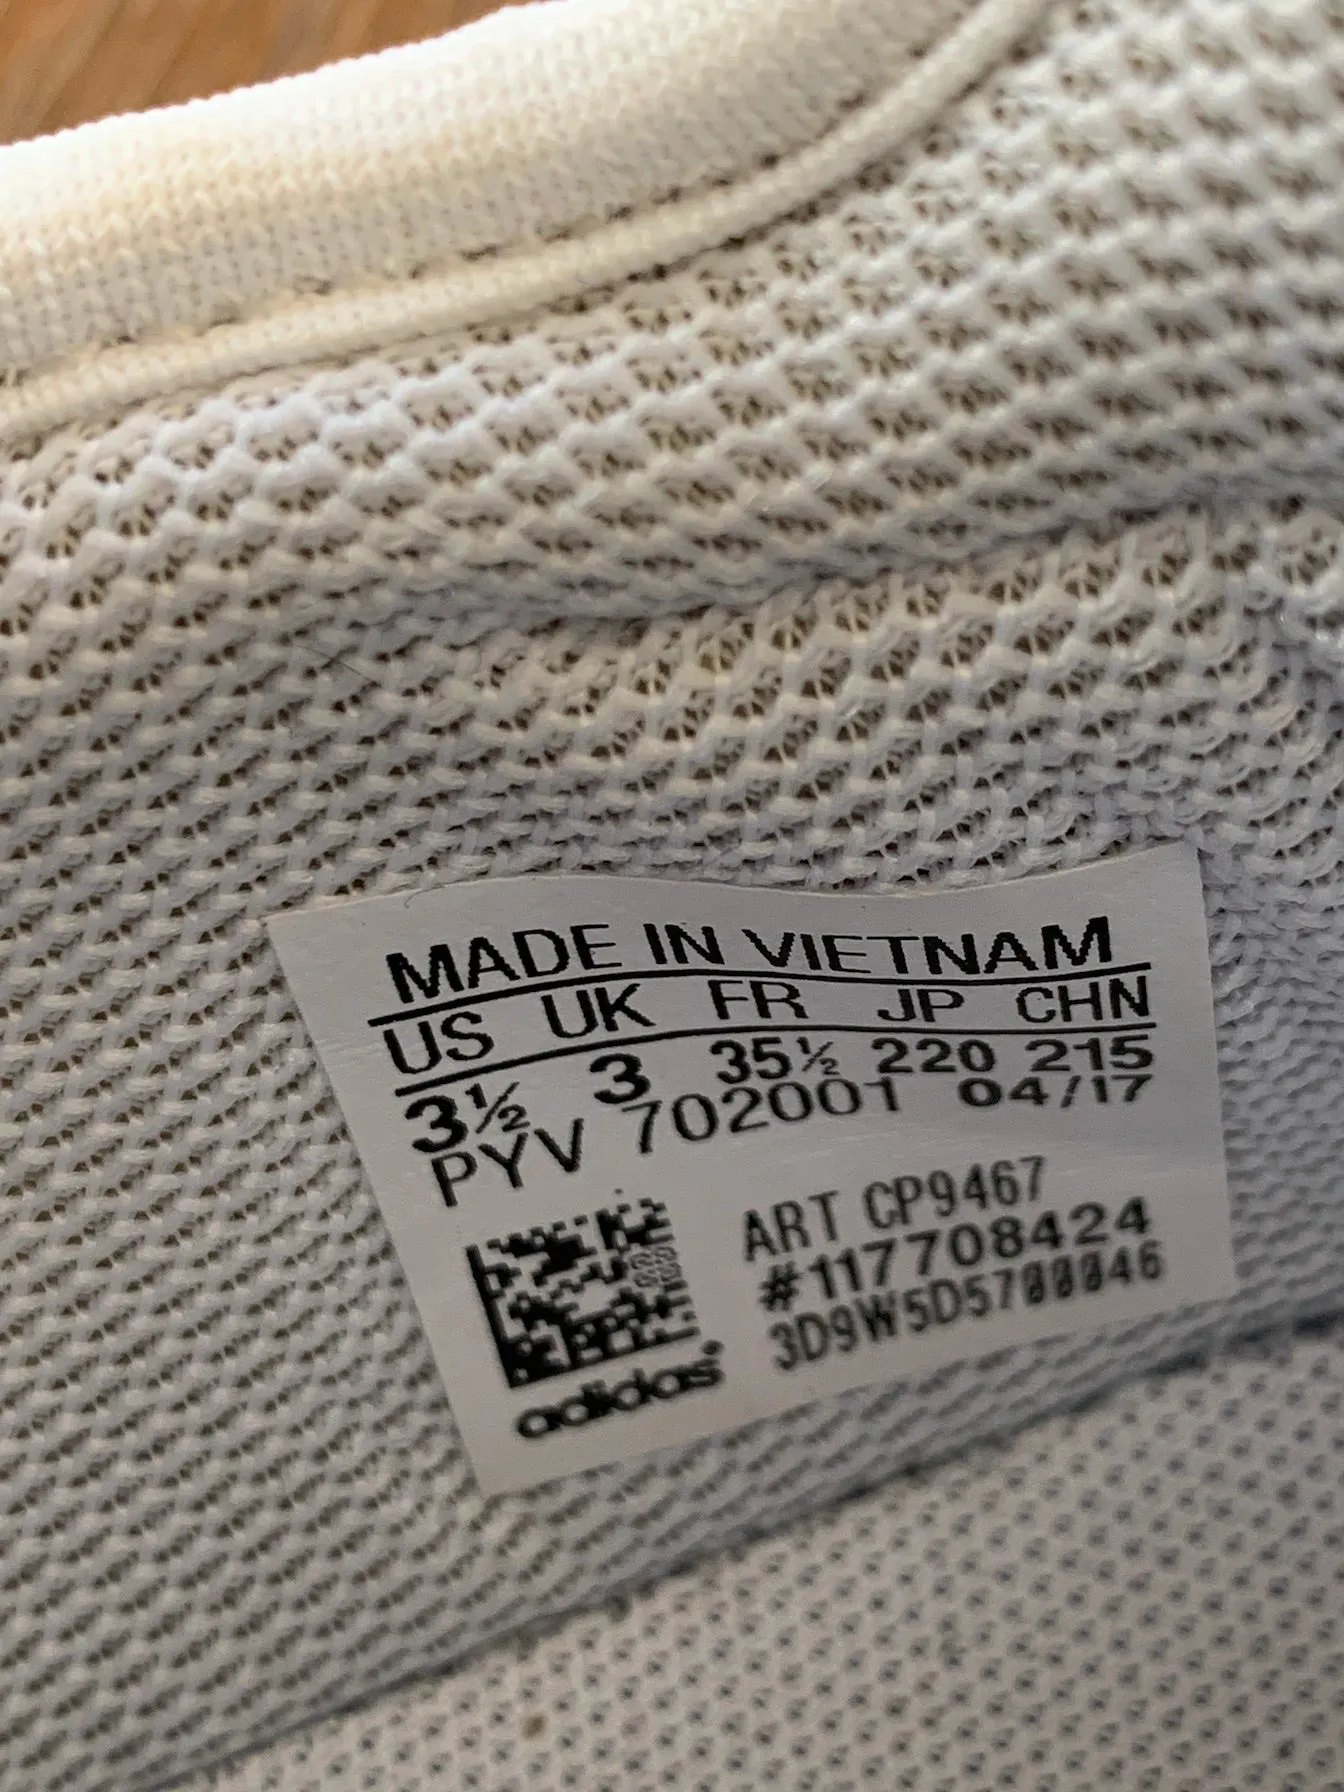 MADE IN VIETNAM
US UK FR JP CHN
3½ 3 35½ 220 215
PYV 702001 04/17
ART CP9467
#117708424
3D9W5D5700046
adidas®